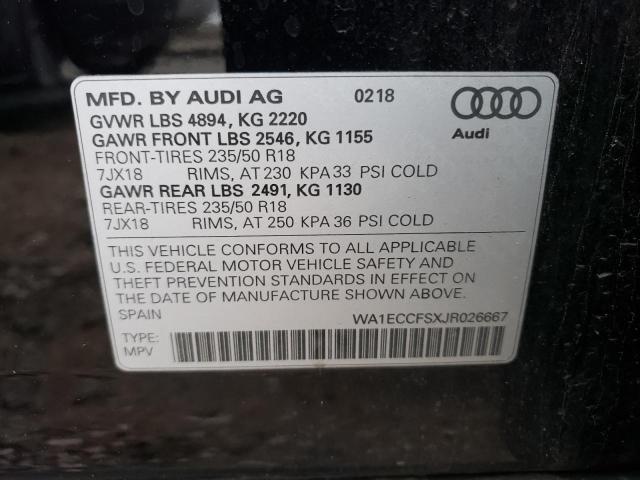 MFD. BY AUDI AG 0218
Audi
GVWR LBS 4894, KG 2220
GAWR FRONT LBS 2546, KG 1155
FRONT-TIRES 235/50 R18
7JX18 RIMS, AT 230 KPA 33 PSI COLD
GAWR REAR LBS 2491, KG 1130
REAR-TIRES 235/50 R18
7JX18 RIMS, AT 250 KPA 36 PSI COLD
THIS VEHICLE CONFORMS TO ALL APPLICABLE
U.S. FEDERAL MOTOR VEHICLE SAFETY AND
THEFT PREVENTION STANDARDS IN EFFECT ON
THE DATE OF MANUFACTURE SHOWN ABOVE.
SPAIN WA1ECCFSXJR026667
TYPE:
MPV